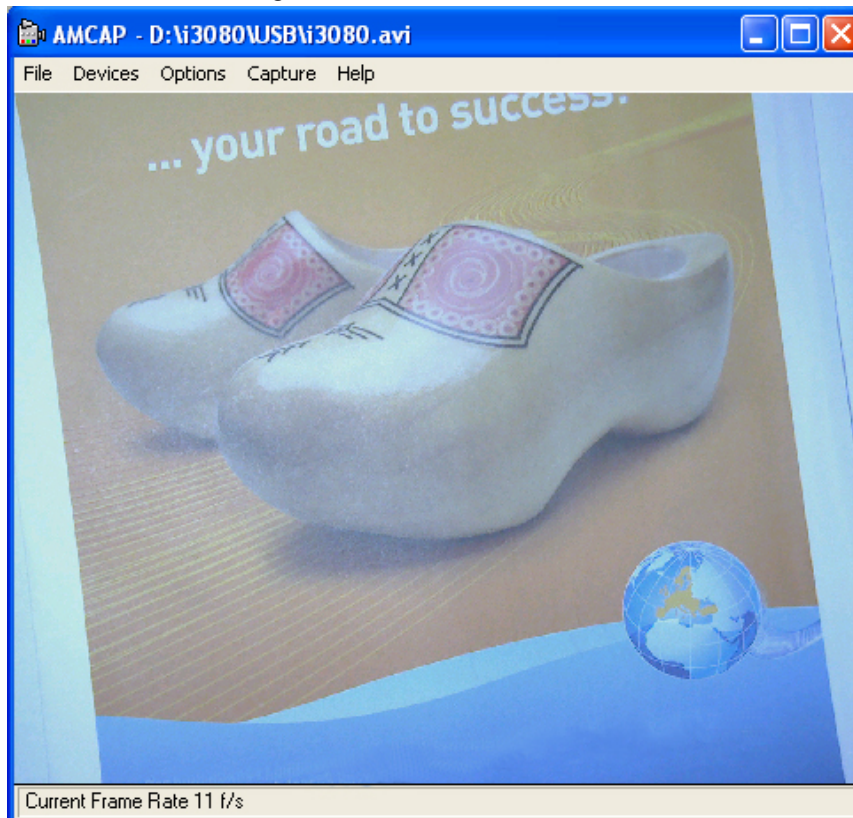 AMCAP - D:\i3080\USB\i3080.avi
File Devices Options Capture Help
... your road to success!
Current Frame Rate 11 f/s